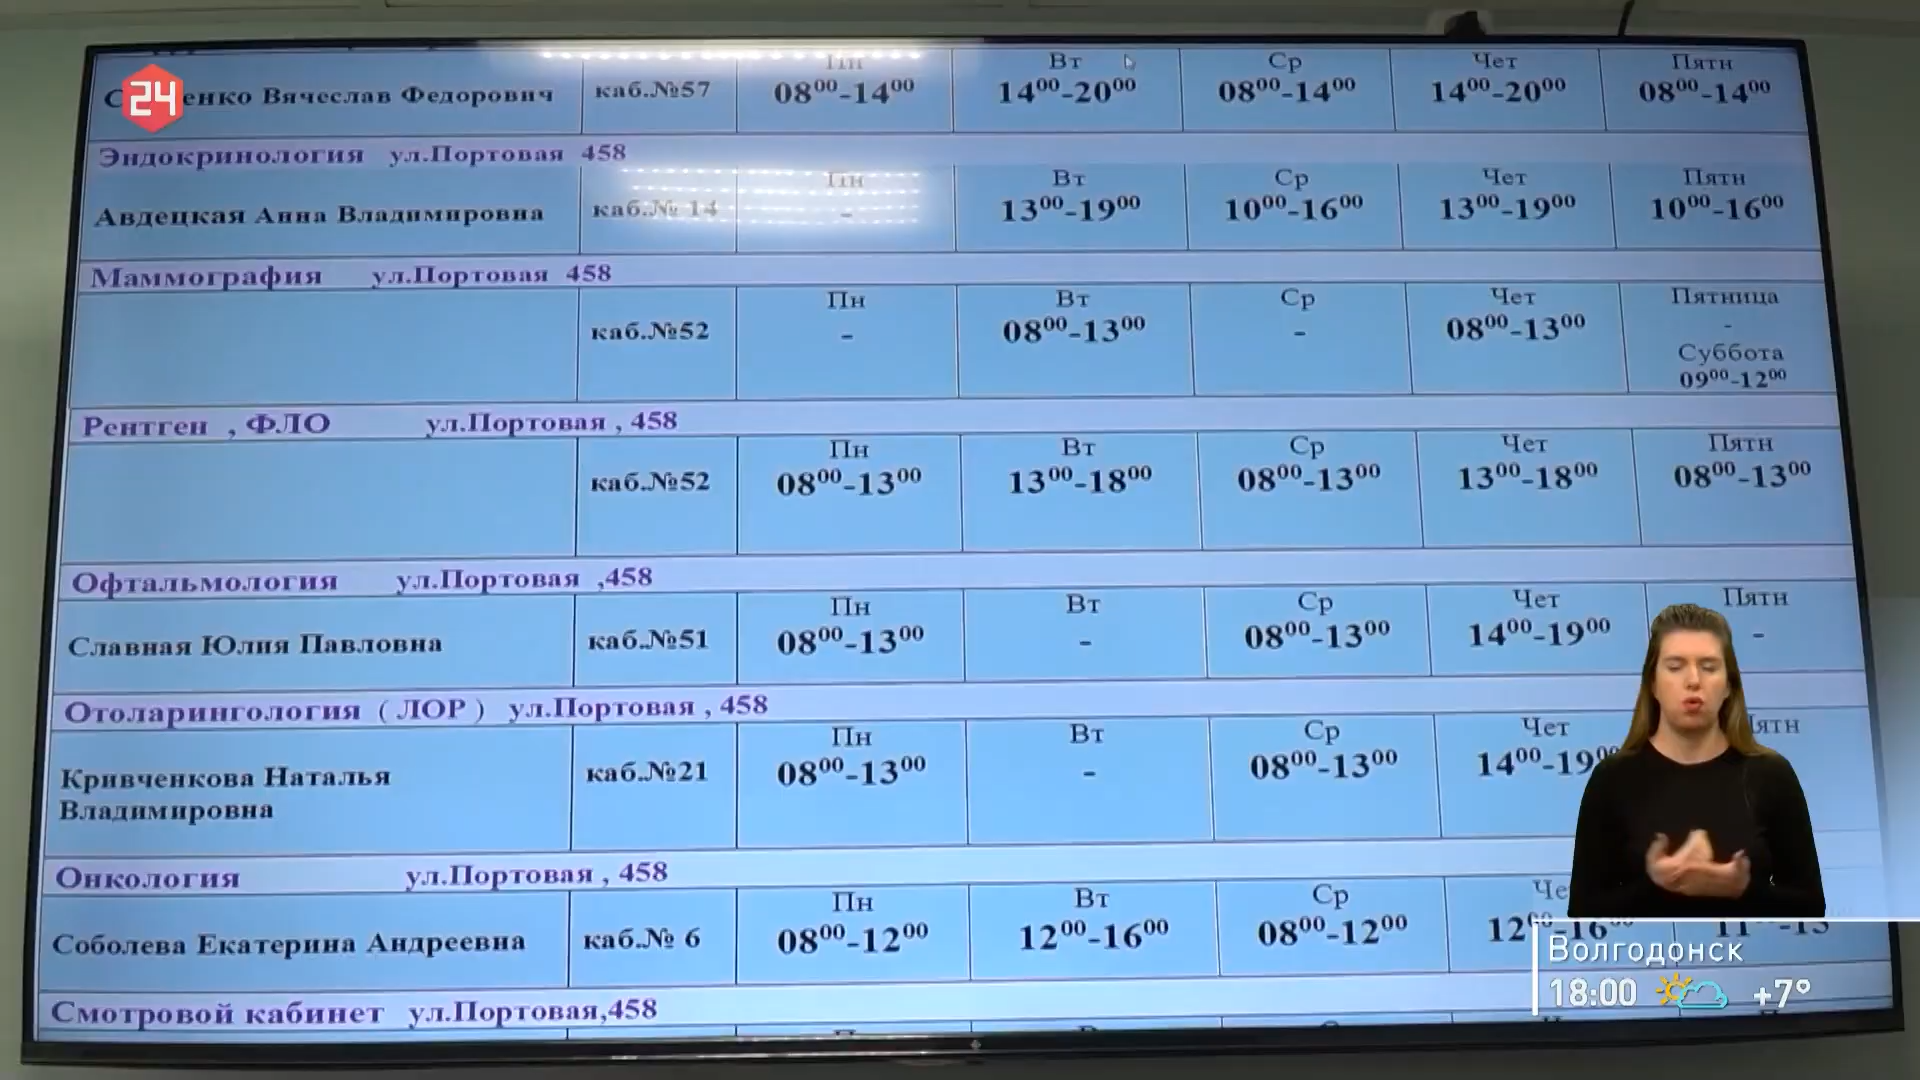 24
Пн Вт Ср Чет Пятн
енко Вячеслав Федорович каб.№57 08⁰⁰-14⁰⁰ 14⁰⁰-20⁰⁰ 08⁰⁰-14⁰⁰ 14⁰⁰-20⁰⁰ 08⁰⁰-14⁰⁰
Эндокринология ул.Портовая 458
Пн Вт Ср Чет Пятн
Авдецкая Анна Владимировна каб.№ 14 - 13⁰⁰-19⁰⁰ 10⁰⁰-16⁰⁰ 13⁰⁰-19⁰⁰ 10⁰⁰-16⁰⁰
Маммография ул.Портовая 458
Пн Вт Ср Чет Пятница
каб.№52 - 08⁰⁰-13⁰⁰ - 08⁰⁰-13⁰⁰ -
Суббота
09⁰⁰-12⁰⁰
Рентген , ФЛО ул.Портовая , 458
Пн Вт Ср Чет Пятн
каб.№52 08⁰⁰-13⁰⁰ 13⁰⁰-18⁰⁰ 08⁰⁰-13⁰⁰ 13⁰⁰-18⁰⁰ 08⁰⁰-13⁰⁰
Офтальмология ул.Портовая ,458
Пн Вт Ср Чет Пятн
Славная Юлия Павловна каб.№51 08⁰⁰-13⁰⁰ - 08⁰⁰-13⁰⁰ 14⁰⁰-19⁰⁰ -
Отоларингология ( ЛОР ) ул.Портовая , 458
Пн Вт Ср Чет ятн
Кривченкова Наталья каб.№21 08⁰⁰-13⁰⁰ - 08⁰⁰-13⁰⁰ 14⁰⁰-19⁰⁰
Владимировна
Онкология ул.Портовая , 458
Пн Вт Ср Че
Соболева Екатерина Андреевна каб.№ 6 08⁰⁰-12⁰⁰ 12⁰⁰-16⁰⁰ 08⁰⁰-12⁰⁰ 12⁰⁰-16⁰⁰
Смотровой кабинет ул.Портовая,458
Волгодонск
18:00 +7°